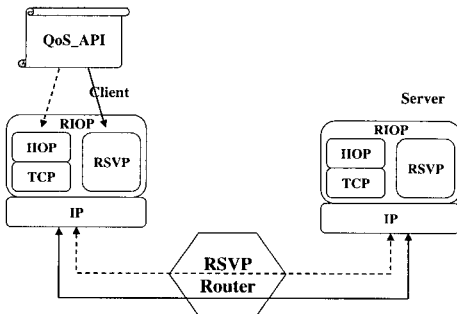 QoS_API
Client
Server
RIOP
IIOP
TCP
RSVP
IP
RIOP
IIOP
TCP
RSVP
IP
RSVP
Router